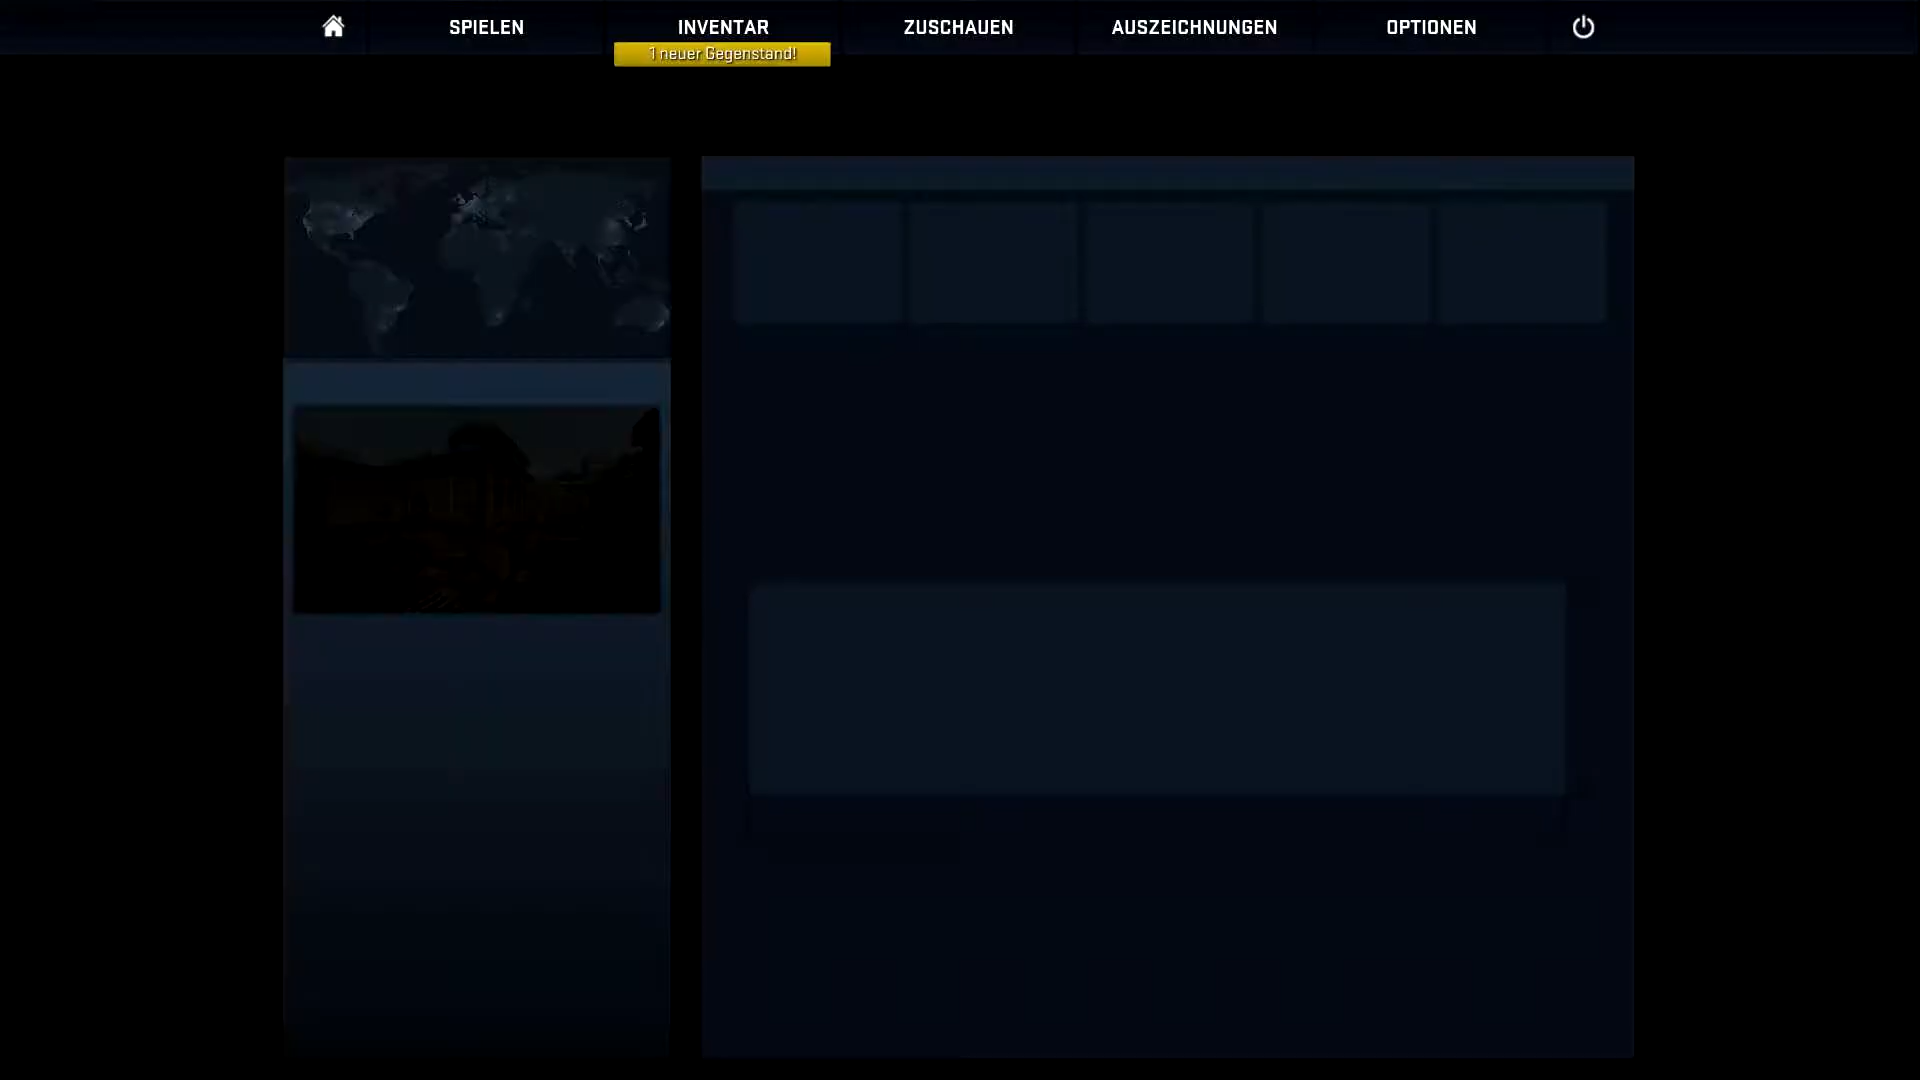 SPIELEN
INVENTAR
ZUSCHAUEN
AUSZEICHNUNGEN
OPTIONEN
1 neuer Gegenstand!